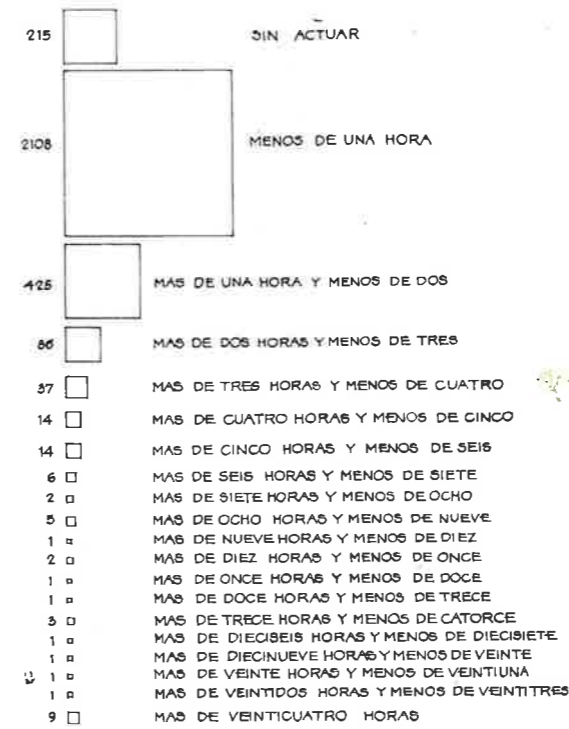 215 SIN ACTUAR
2108 MENOS DE UNA HORA
425 MAS DE UNA HORA Y MENOS DE DOS
86 MAS DE DOS HORAS Y MENOS DE TRES
37 MAS DE TRES HORAS Y MENOS DE CUATRO
14 MAS DE CUATRO HORAS Y MENOS DE CINCO
14 MAS DE CINCO HORAS Y MENOS DE SEIS
6 MAS DE SEIS HORAS Y MENOS DE SIETE
2 MAS DE SIETE HORAS Y MENOS DE OCHO
5 MAS DE OCHO HORAS Y MENOS DE NUEVE
1 MAS DE NUEVE HORAS Y MENOS DE DIEZ
2 MAS DE DIEZ HORAS Y MENOS DE ONCE
1 MAS DE ONCE HORAS Y MENOS DE DOCE
1 MAS DE DOCE HORAS Y MENOS DE TRECE
3 MAS DE TRECE HORAS Y MENOS DE CATORCE
1 MAS DE DIECISEIS HORAS Y MENOS DE DIECISIETE
1 MAS DE DIECINUEVE HORAS Y MENOS DE VEINTE
1 MAS DE VEINTE HORAS Y MENOS DE VEINTIUNA
1 MAS DE VEINTIDOS HORAS Y MENOS DE VEINTITRES
9 MAS DE VEINTICUATRO HORAS